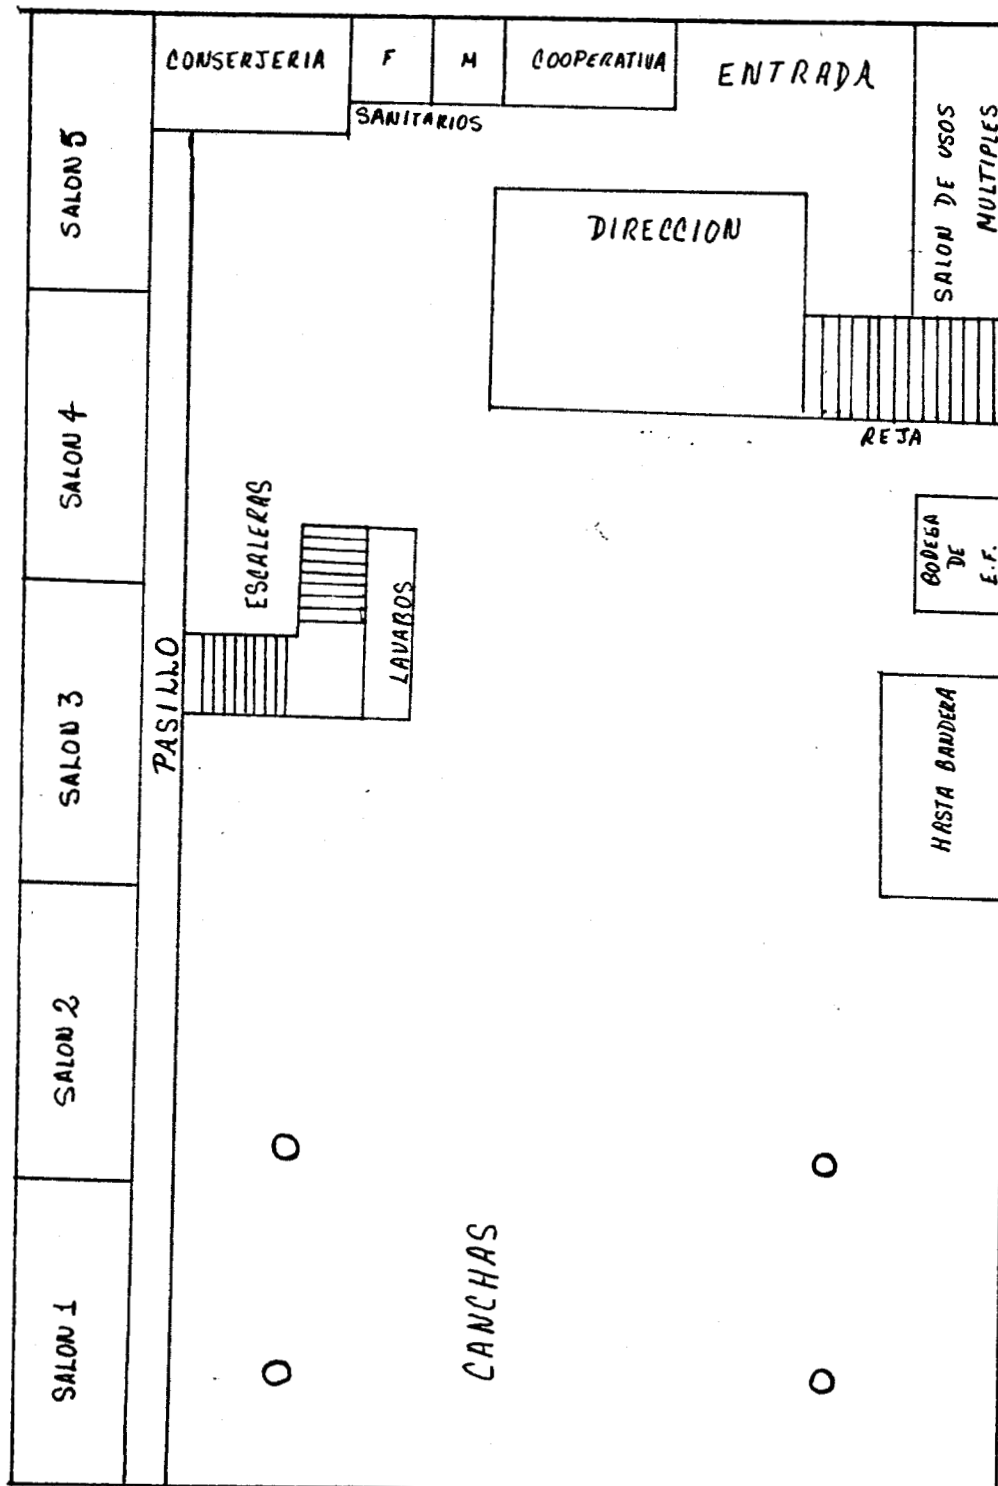 CONSERJERIA
F
M
COOPERATIVA
ENTRADA
SANITARIOS
SALON DE USOS
MULTIPLES
SALON 5
DIRECCION
REJA
SALON 4
ESCALERAS
BODEGA
DE
E.F.
LAVABOS
PASILLO
SALON 3
HASTA BANDERA
SALON 2
CANCHAS
SALON 1